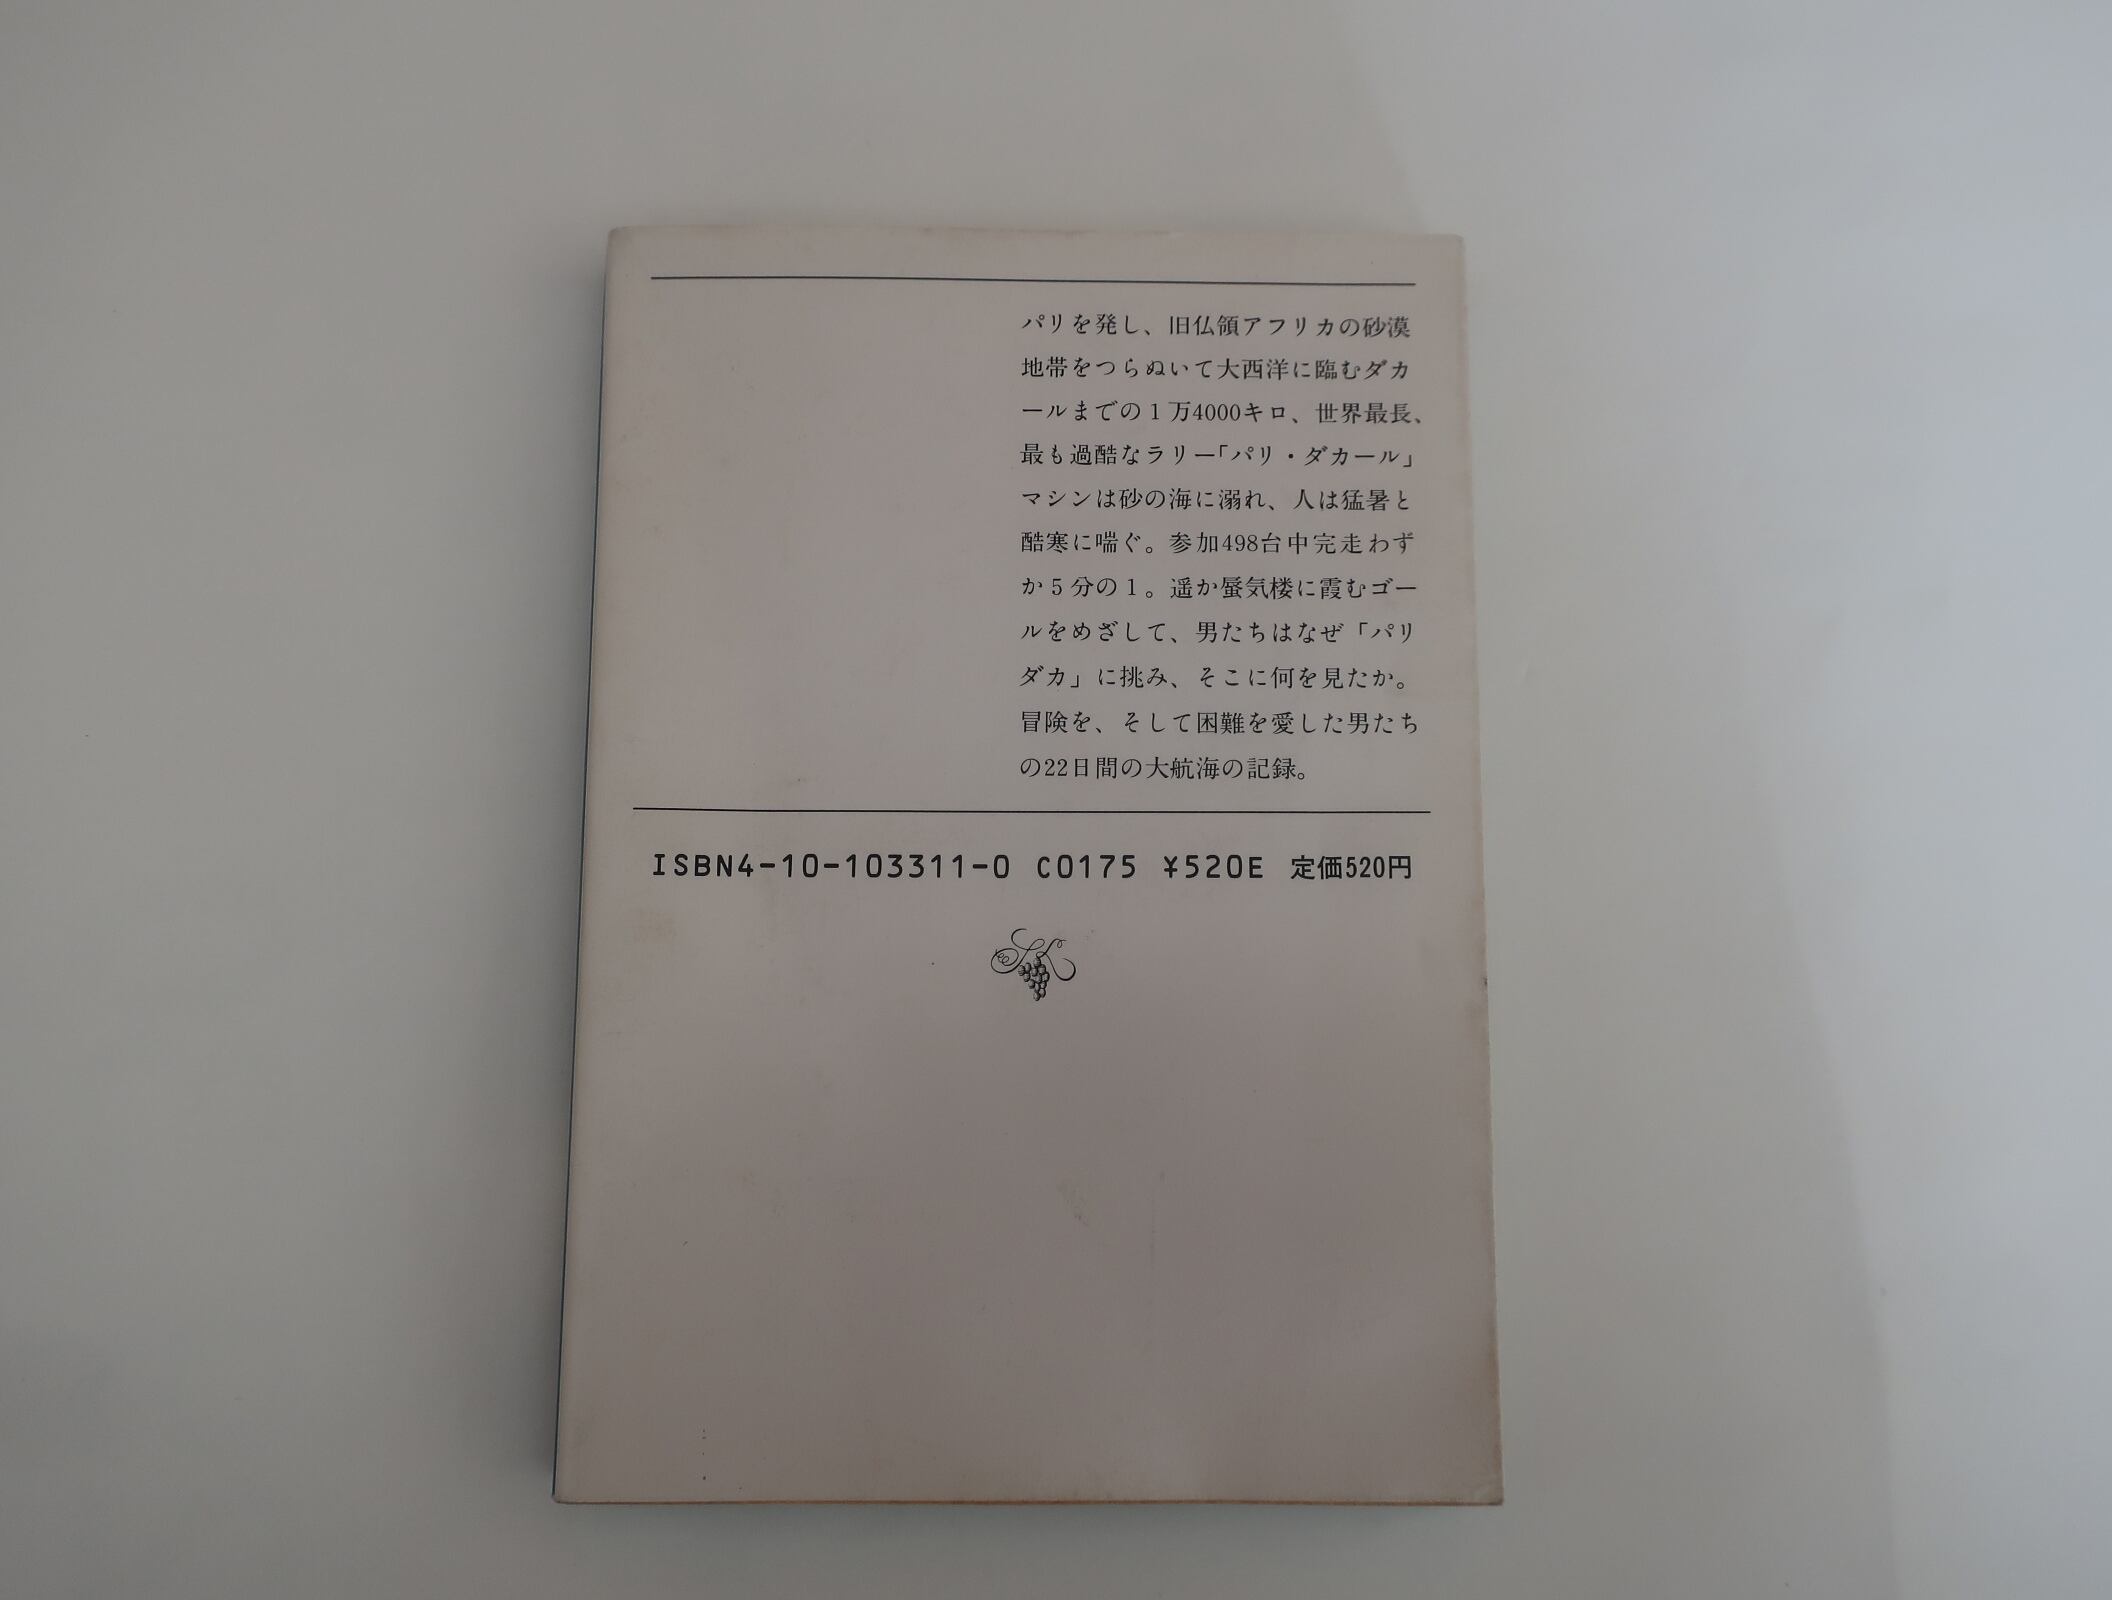 パリを発し、旧仏領アフリカの砂漠
地帯をつらぬいて大西洋に臨むダカ
ールまでの1万4000キロ、世界最長、
最も過酷なラリー「パリ・ダカール」
マシンは砂の海に溺れ、人は猛暑と
酷寒に喘ぐ。参加498台中完走わず
か5分の1。遥か蜃気楼に霞むゴー
ルをめざして、男たちはなぜ「パリ
ダカ」に挑み、そこに何を見たか。
冒険を、そして困難を愛した男たち
の22日間の大航海の記録。
ISBN4-10-103311-0 C0175 ¥520E 定価520円
SK